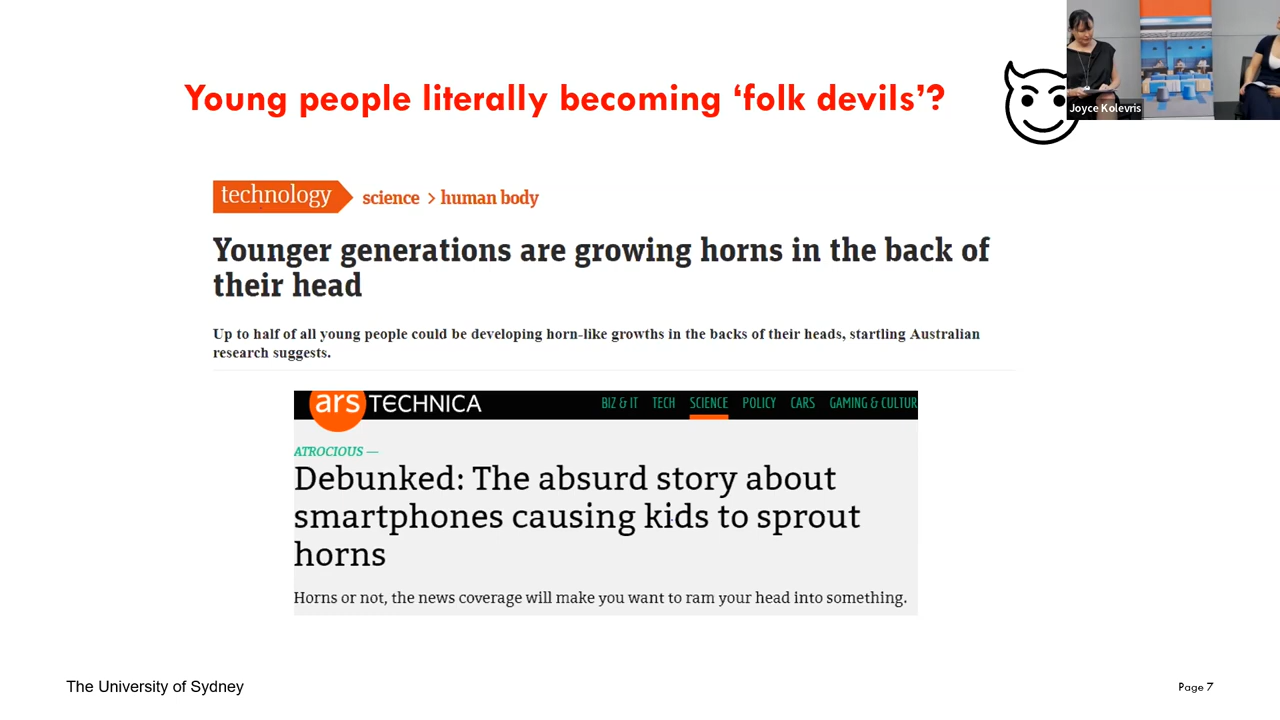 Young people literally becoming ‘folk devils’?
Joyce Kolevris
technology science > human body
Younger generations are growing horns in the back of
their head
Up to half of all young people could be developing horn-like growths in the backs of their heads, startling Australian
research suggests.
ars TECHNICA BIZ & IT TECH SCIENCE POLICY CARS GAMING & CULTUR
ATROCIOUS —
Debunked: The absurd story about
smartphones causing kids to sprout
horns
Horns or not, the news coverage will make you want to ram your head into something.
The University of Sydney Page 7